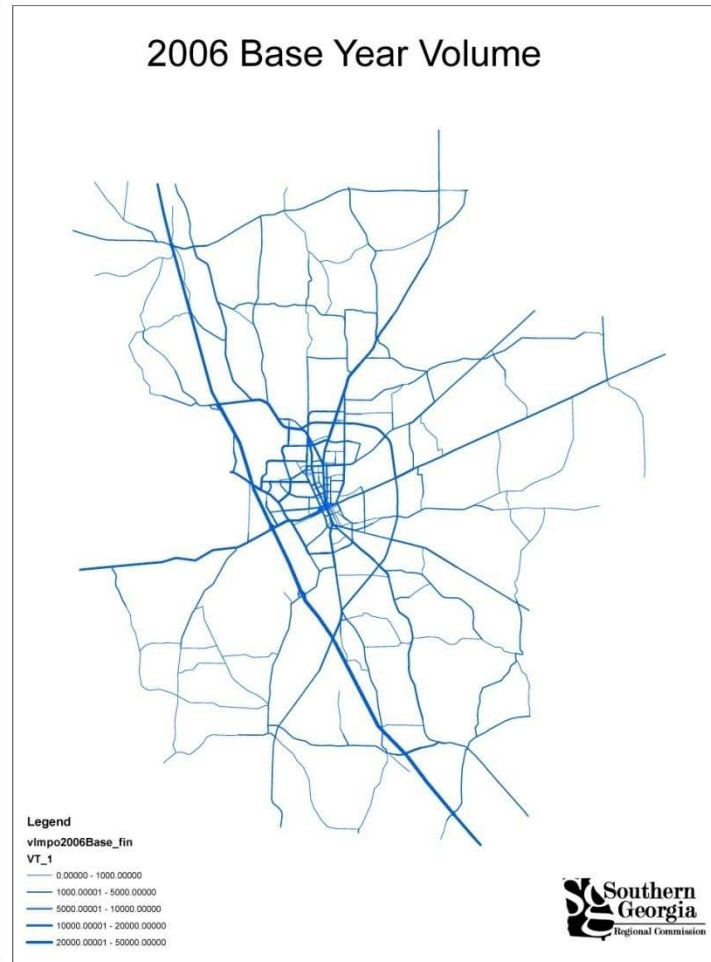 2006 Base Year Volume
Legend
vlmpo2006Base_fin
VT_1
0.00000 - 1000.00000
1000.00001 - 5000.00000
5000.00001 - 10000.00000
10000.00001 - 20000.00000
20000.00001 - 50000.00000
Southern
Georgia
Regional Commission